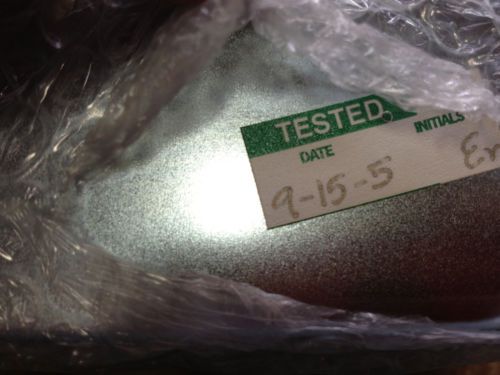 TESTED
DATE INITIALS
9-15-5